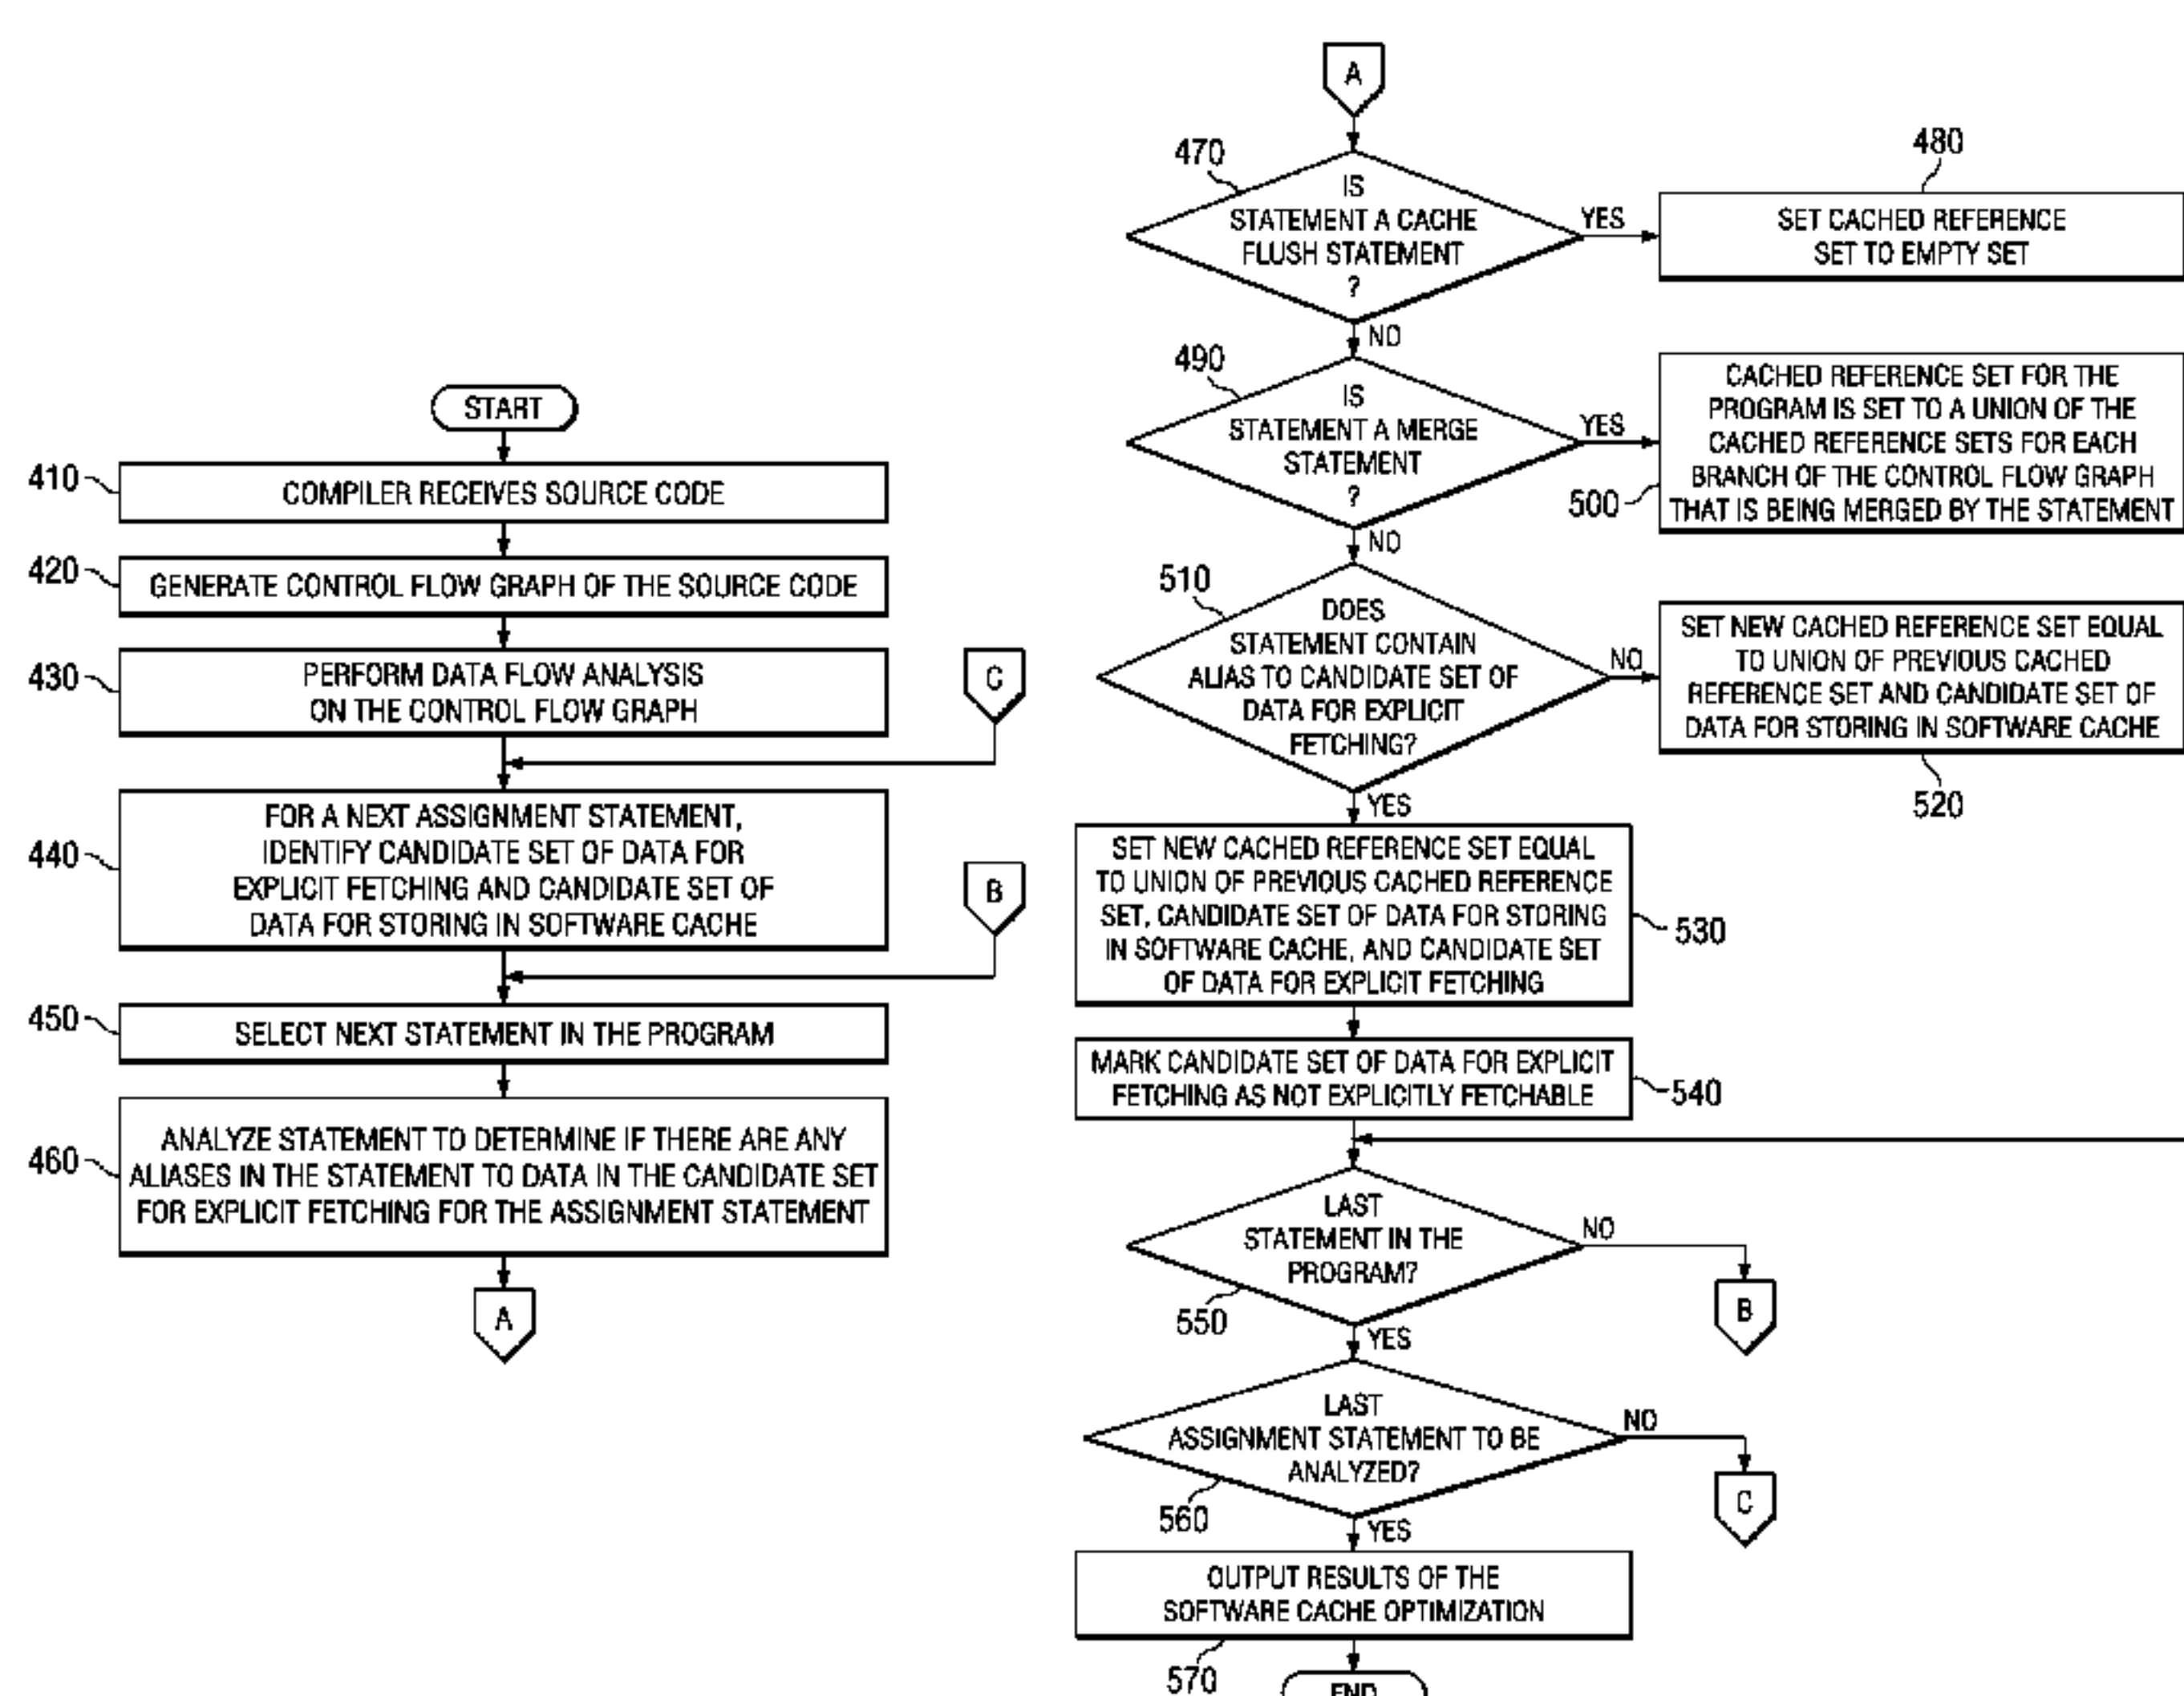 START
410
COMPILER RECEIVES SOURCE CODE
420
GENERATE CONTROL FLOW GRAPH OF THE SOURCE CODE
430
PERFORM DATA FLOW ANALYSIS
ON THE CONTROL FLOW GRAPH
C
440
FOR A NEXT ASSIGNMENT STATEMENT,
IDENTIFY CANDIDATE SET OF DATA FOR
EXPLICIT FETCHING AND CANDIDATE SET OF
DATA FOR STORING IN SOFTWARE CACHE
B
450
SELECT NEXT STATEMENT IN THE PROGRAM
460
ANALYZE STATEMENT TO DETERMINE IF THERE ARE ANY
ALIASES IN THE STATEMENT TO DATA IN THE CANDIDATE SET
FOR EXPLICIT FETCHING FOR THE ASSIGNMENT STATEMENT
A
A
470
IS
STATEMENT A CACHE
FLUSH STATEMENT
?
YES
480
SET CACHED REFERENCE
SET TO EMPTY SET
NO
490
IS
STATEMENT A MERGE
STATEMENT
?
YES
CACHED REFERENCE SET FOR THE
PROGRAM IS SET TO A UNION OF THE
CACHED REFERENCE SETS FOR EACH
BRANCH OF THE CONTROL FLOW GRAPH
THAT IS BEING MERGED BY THE STATEMENT
500
NO
510
DOES
STATEMENT CONTAIN
ALIAS TO CANDIDATE SET OF
DATA FOR EXPLICIT
FETCHING?
NO
SET NEW CACHED REFERENCE SET EQUAL
TO UNION OF PREVIOUS CACHED
REFERENCE SET AND CANDIDATE SET OF
DATA FOR STORING IN SOFTWARE CACHE
520
YES
SET NEW CACHED REFERENCE SET EQUAL
TO UNION OF PREVIOUS CACHED REFERENCE
SET, CANDIDATE SET OF DATA FOR STORING
IN SOFTWARE CACHE, AND CANDIDATE SET
OF DATA FOR EXPLICIT FETCHING
530
MARK CANDIDATE SET OF DATA FOR EXPLICIT
FETCHING AS NOT EXPLICITLY FETCHABLE
540
LAST
STATEMENT IN THE
PROGRAM?
550
NO
B
YES
LAST
ASSIGNMENT STATEMENT TO BE
ANALYZED?
560
NO
C
YES
OUTPUT RESULTS OF THE
SOFTWARE CACHE OPTIMIZATION
570
END